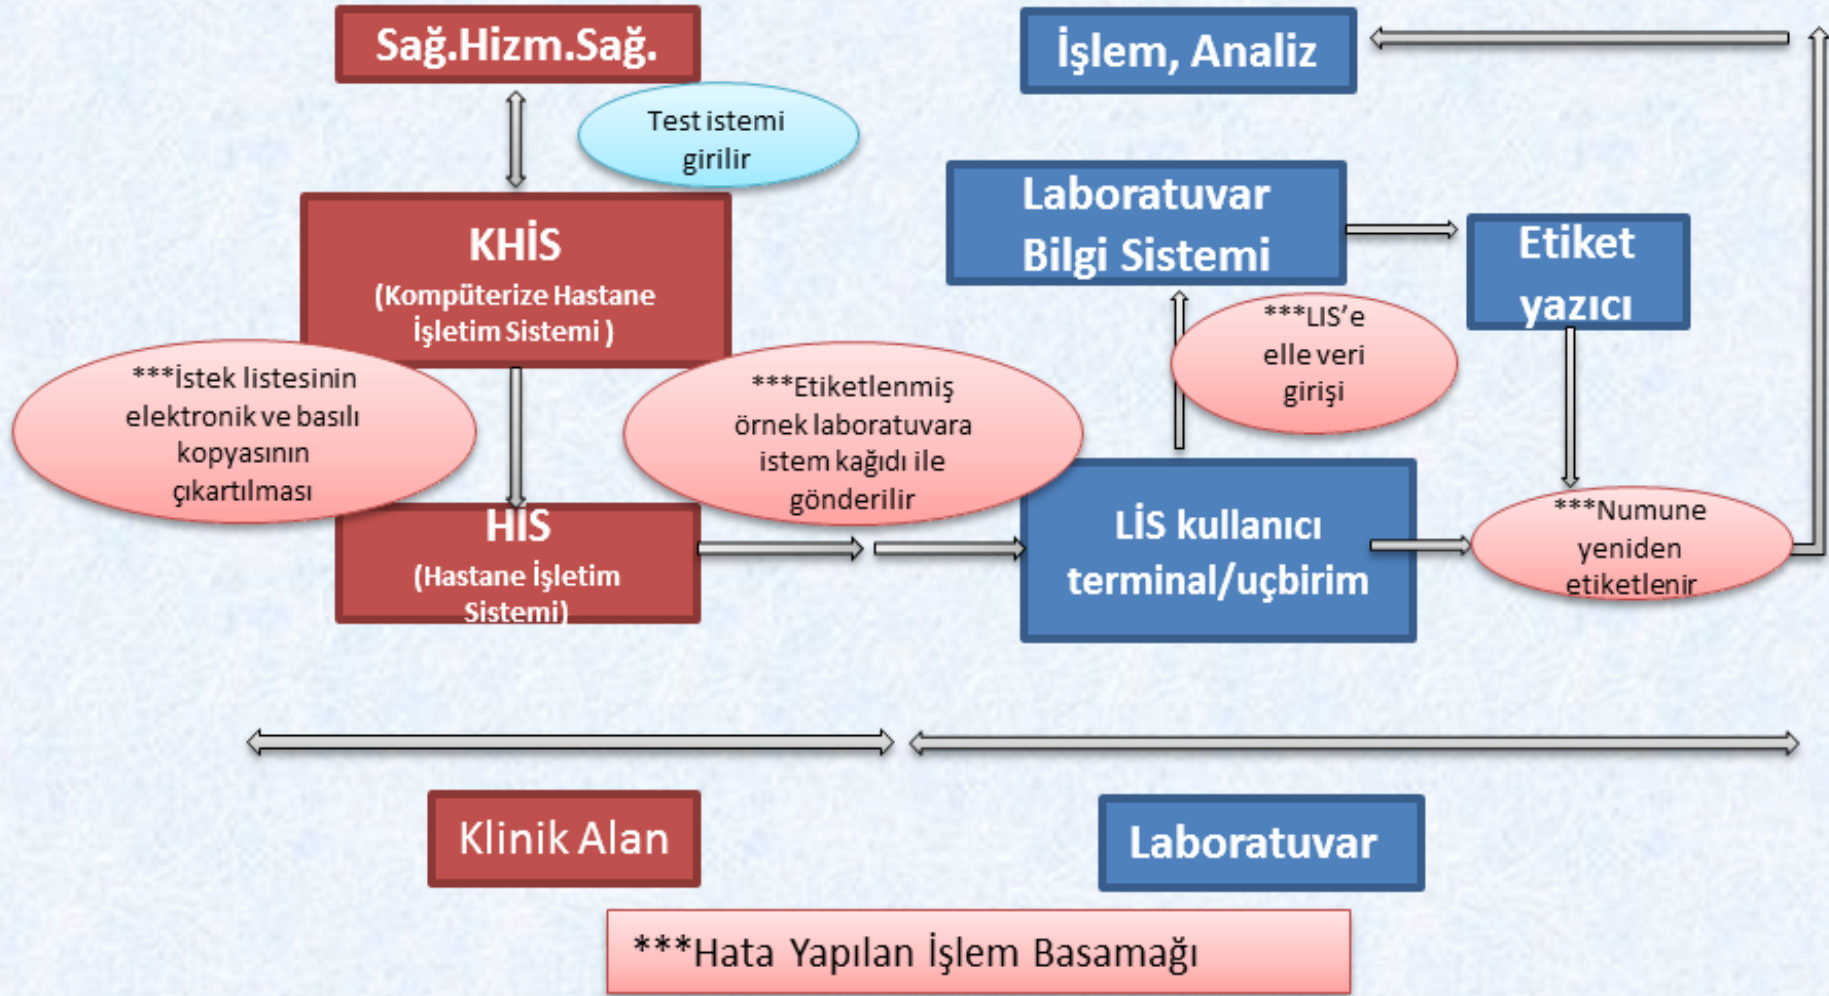 Sağ.Hizm.Sağ.
Test istemi
girilir
KHİS
(Kompüterize Hastane
İşletim Sistemi )
***İstek listesinin
elektronik ve basılı
kopyasının
çıkartılması
HİS
(Hastane İşletim
Sistemi)
***Etiketlenmiş
örnek laboratuvara
istem kağıdı ile
gönderilir
İşlem, Analiz
Laboratuvar
Bilgi Sistemi
Etiket
yazıcı
***LIS’e
elle veri
girişi
LİS kullanıcı
terminal/uçbirim
***Numune
yeniden
etiketlenir
Klinik Alan
Laboratuvar
***Hata Yapılan İşlem Basamağı